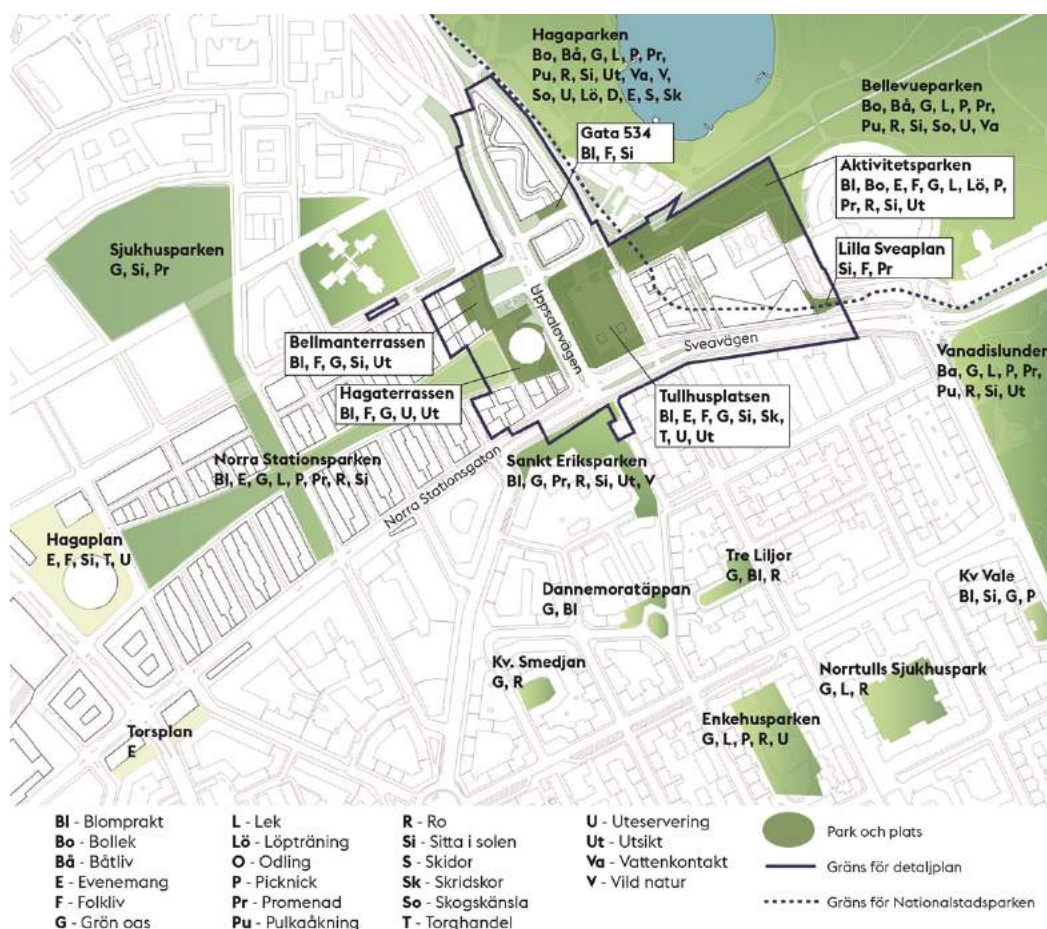 Hagaparken
Bo, Bå, G, L, P, Pr,
Pu, R, Si, Ut, Va, V,
So, U, Lö, D, E, S, Sk
Bellevueparken
Bo, Bå, G, L, P, Pr,
Pu, R, Si, So, U, Va
Gata 534
Bl, F, Si
Aktivitetsparken
Bl, Bo, E, F, G, L, Lö, P,
Pr, R, Si, Ut
Sjukhusparken
G, Si, Pr
Lilla Sveaplan
Si, F, Pr
Uppsalavägen
Sveavägen
Bellmanterrassen
Bl, F, G, Si, Ut
Hagaterrassen
Bl, F, G, U, Ut
Tullhusplatsen
Bl, E, F, G, Si, Sk,
T, U, Ut
Vanadislunden
Ba, G, L, P, Pr,
Pu, R, Si, Ut
Norra Stationsparken
Bl, E, G, L, P, Pr, R, Si
Norra Stationsgatan
Sankt Eriksparken
Bl, G, Pr, R, Si, Ut, V
Hagaplan
E, F, Si, T, U
Tre Liljor
G, Bl, R
Dannemoratäppan
G, Bl
Kv Vale
Bl, Si, G, P
Kv. Smedjan
G, R
Norrtulls Sjukhuspark
G, L, R
Enkehusparken
G, L, P, R, U
Torsplan
E
Bl - Blomprakt
Bo - Bollek
Bå - Båtliv
E - Evenemang
F - Folkliv
G - Grön oas
L - Lek
Lö - Löpträning
O - Odling
P - Picknick
Pr - Promenad
Pu - Pulkaåkning
R - Ro
Si - Sitta i solen
S - Skidor
Sk - Skridskor
So - Skogskänsla
T - Torghandel
U - Uteservering
Ut - Utsikt
Va - Vattenkontakt
V - Vild natur
Park och plats
Gräns för detaljplan
Gräns för Nationalstadsparken